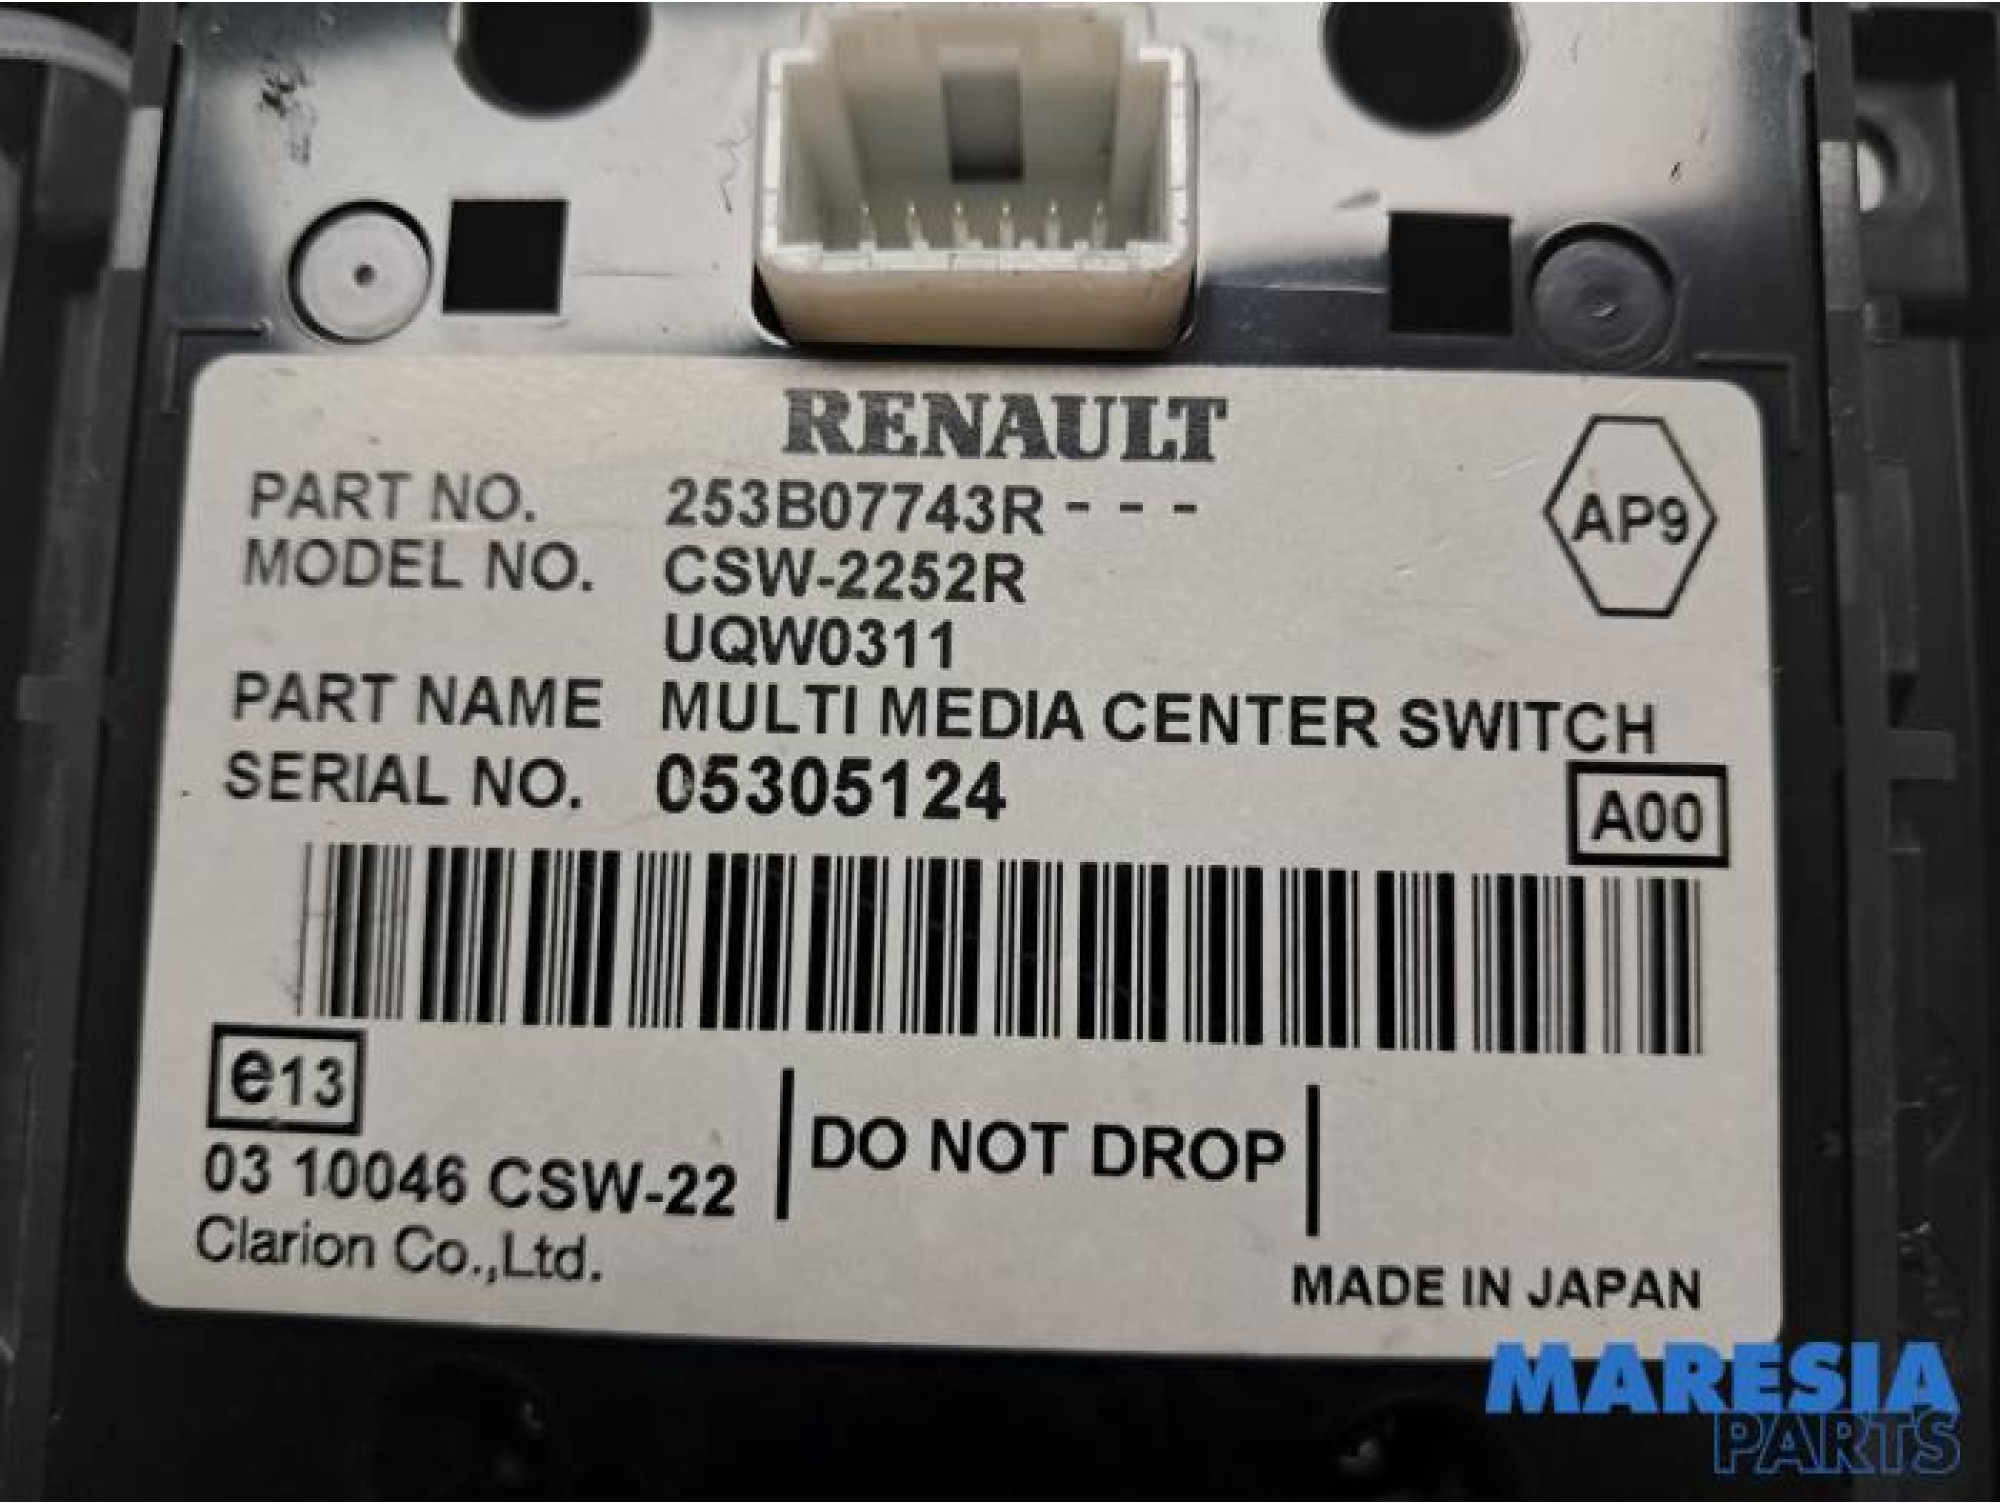 RENAULT
PART NO. 253B07743R - - -
AP9
MODEL NO. CSW-2252R
UQW0311
PART NAME MULTI MEDIA CENTER SWITCH
SERIAL NO. 05305124
A00
e13
03 10046 CSW-22
DO NOT DROP
Clarion Co.,Ltd.
MADE IN JAPAN
MARESIA
PARTS